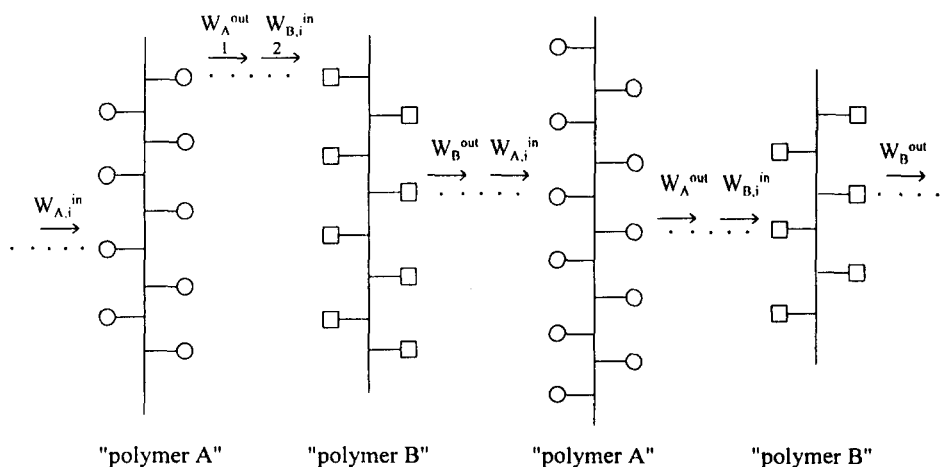 W_A^out W_B,i^in
1 2
W_B^out W_A,i^in
W_B^out
W_A^out W_B,i^in
W_A,i^in
"polymer A" "polymer B" "polymer A" "polymer B"